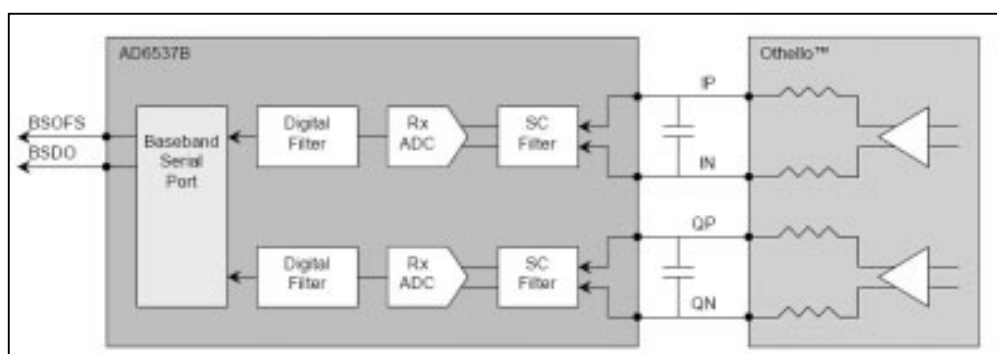 AD6537B
Othello™
BSOFS
BSDO
Baseband
Serial
Port
Digital
Filter
Rx
ADC
SC
Filter
IP
IN
Digital
Filter
Rx
ADC
SC
Filter
QP
QN